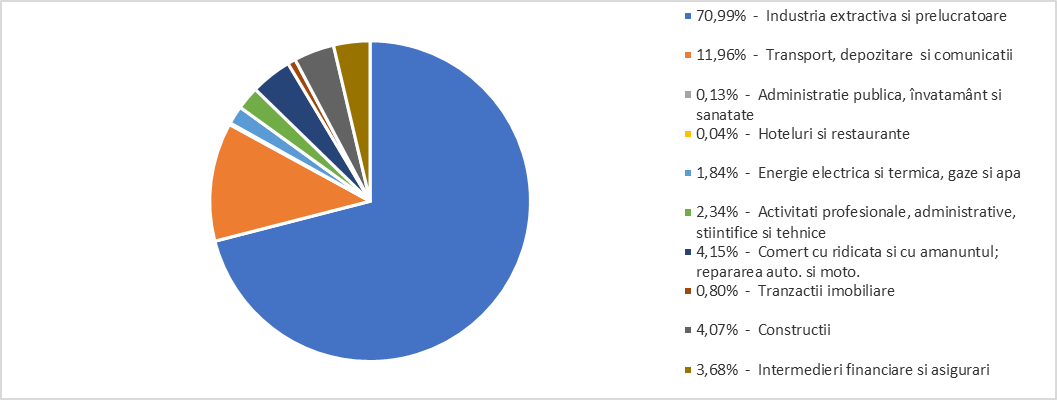 70,99%  -  Industria extractiva si prelucratoare
11,96%  -  Transport, depozitare  si comunicatii
0,13%  -  Administratie publica, învatamânt si
sanatate
0,04%  -  Hoteluri si restaurante
1,84%  -  Energie electrica si termica, gaze si apa
2,34%  -  Activitati profesionale, administrative,
stiintifice si tehnice
4,15%  -  Comert cu ridicata si cu amanuntul;
repararea auto. si moto.
0,80%  -  Tranzactii imobiliare
4,07%  -  Constructii
3,68%  -  Intermedieri financiare si asigurari